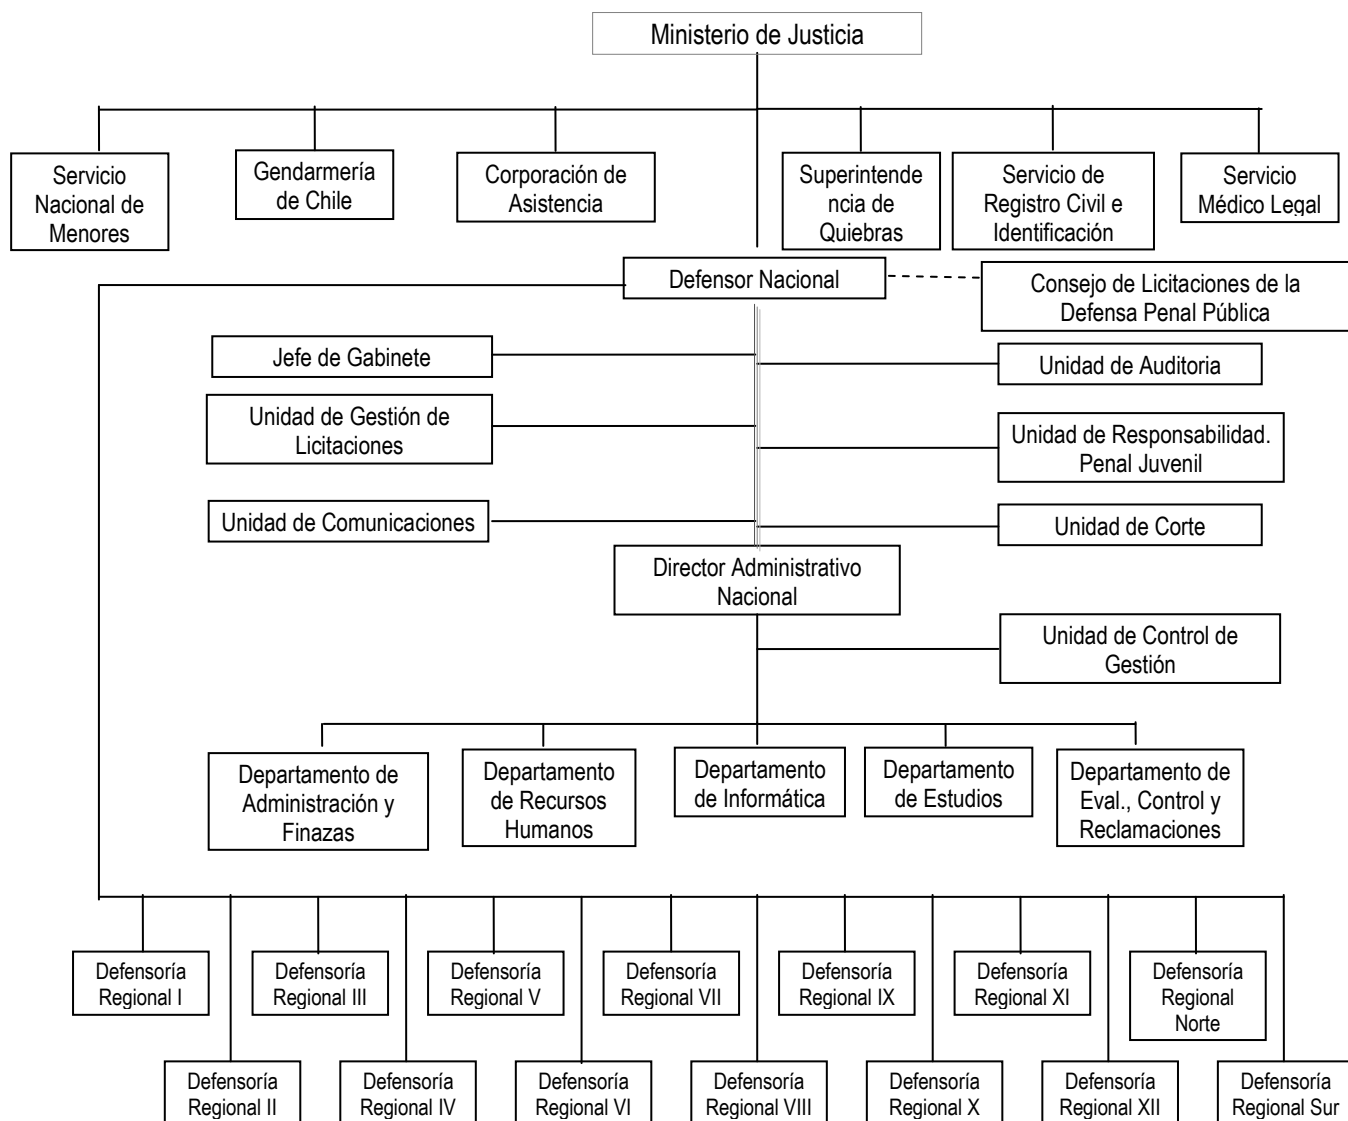 Ministerio de Justicia
Servicio
Nacional de
Menores
Gendarmería
de Chile
Corporación de
Asistencia
Superintende
ncia de
Quiebras
Servicio de
Registro Civil e
Identificación
Servicio
Médico Legal
Defensor Nacional
Consejo de Licitaciones de la
Defensa Penal Pública
Jefe de Gabinete
Unidad de Auditoria
Unidad de Gestión de
Licitaciones
Unidad de Responsabilidad.
Penal Juvenil
Unidad de Comunicaciones
Unidad de Corte
Director Administrativo
Nacional
Unidad de Control de
Gestión
Departamento de
Administración y
Finazas
Departamento
de Recursos
Humanos
Departamento
de Informática
Departamento
de Estudios
Departamento de
Eval., Control y
Reclamaciones
Defensoría
Regional I
Defensoría
Regional III
Defensoría
Regional V
Defensoría
Regional VII
Defensoría
Regional IX
Defensoría
Regional XI
Defensoría
Regional
Norte
Defensoría
Regional II
Defensoría
Regional IV
Defensoría
Regional VI
Defensoría
Regional VIII
Defensoría
Regional X
Defensoría
Regional XII
Defensoría
Regional Sur